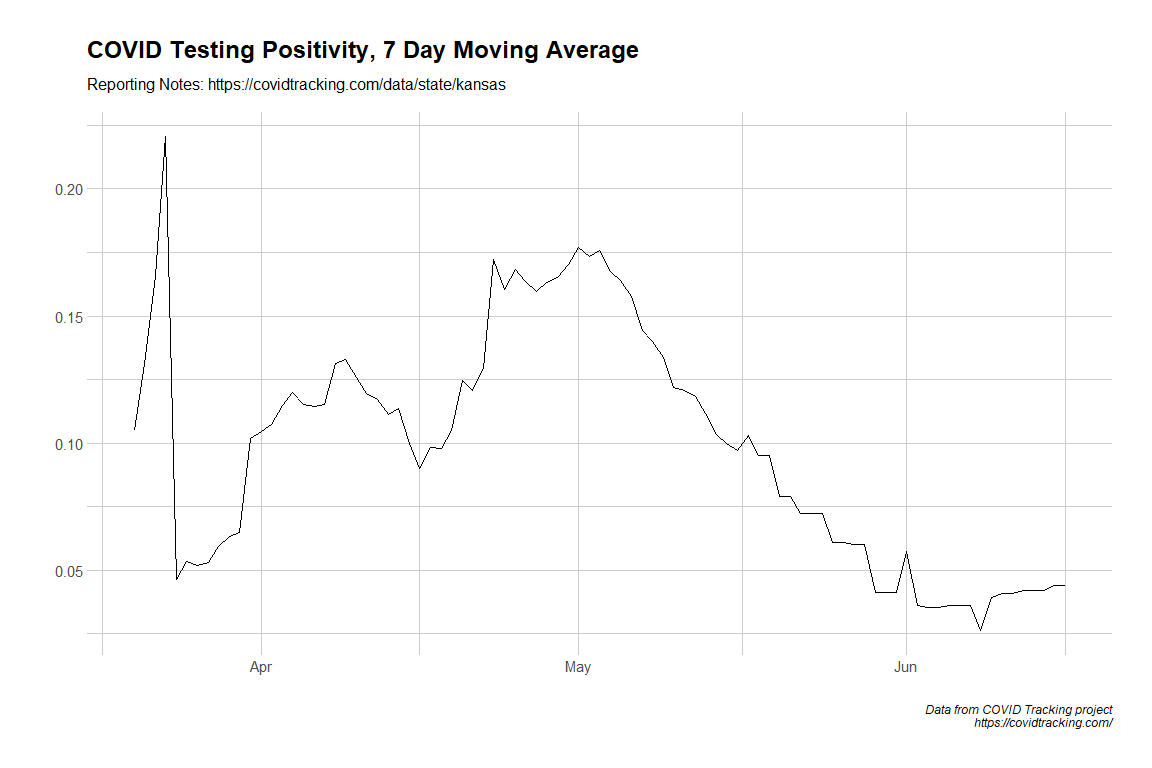 COVID Testing Positivity, 7 Day Moving Average
Reporting Notes: https://covidtracking.com/data/state/kansas
0.20
0.15
0.10
0.05
Apr May Jun
Data from COVID Tracking project
https://covidtracking.com/